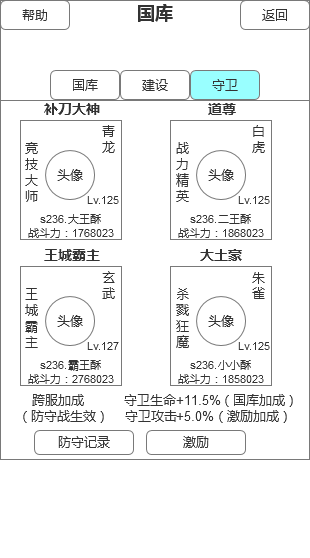 帮助 国库 返回
国库 建设 守卫
补刀大神 道尊
竞技大师 青龙 战力精英 白虎
头像 头像
Lv.125 Lv.125
s236.大王酥 s236.二王酥
战斗力：1768023 战斗力：1868023
王城霸主 大土豪
王城霸主 玄武 杀戮狂魔 朱雀
头像 头像
Lv.127 Lv.125
s236.霸王酥 s236.小小酥
战斗力：2768023 战斗力：1858023
跨服加成 守卫生命+11.5%（国库加成）
（防守战生效） 守卫攻击+5.0%（激励加成）
防守记录 激励